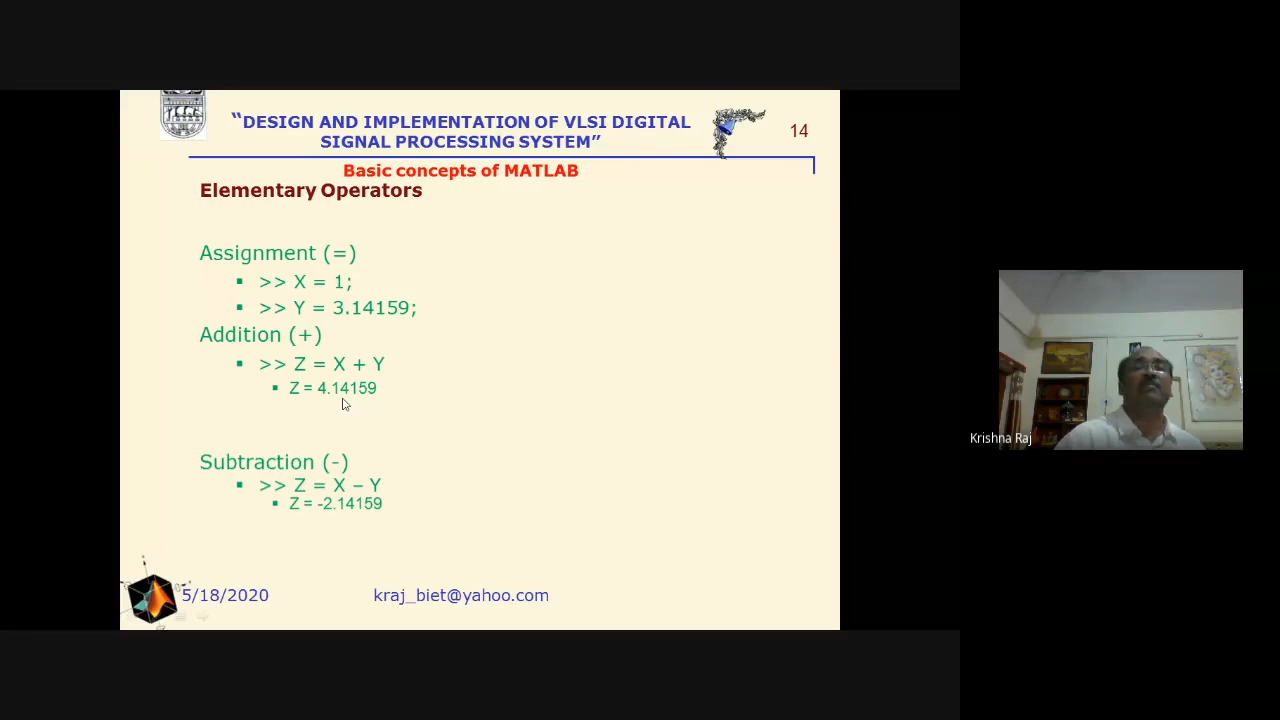 “DESIGN AND IMPLEMENTATION OF VLSI DIGITAL
SIGNAL PROCESSING SYSTEM”
14
Basic concepts of MATLAB
Elementary Operators
Assignment (=)
▪ >> X = 1;
▪ >> Y = 3.14159;
Addition (+)
▪ >> Z = X + Y
▪ Z = 4.14159
Subtraction (-)
▪ >> Z = X – Y
▪ Z = -2.14159
5/18/2020
kraj_biet@yahoo.com
Krishna Raj